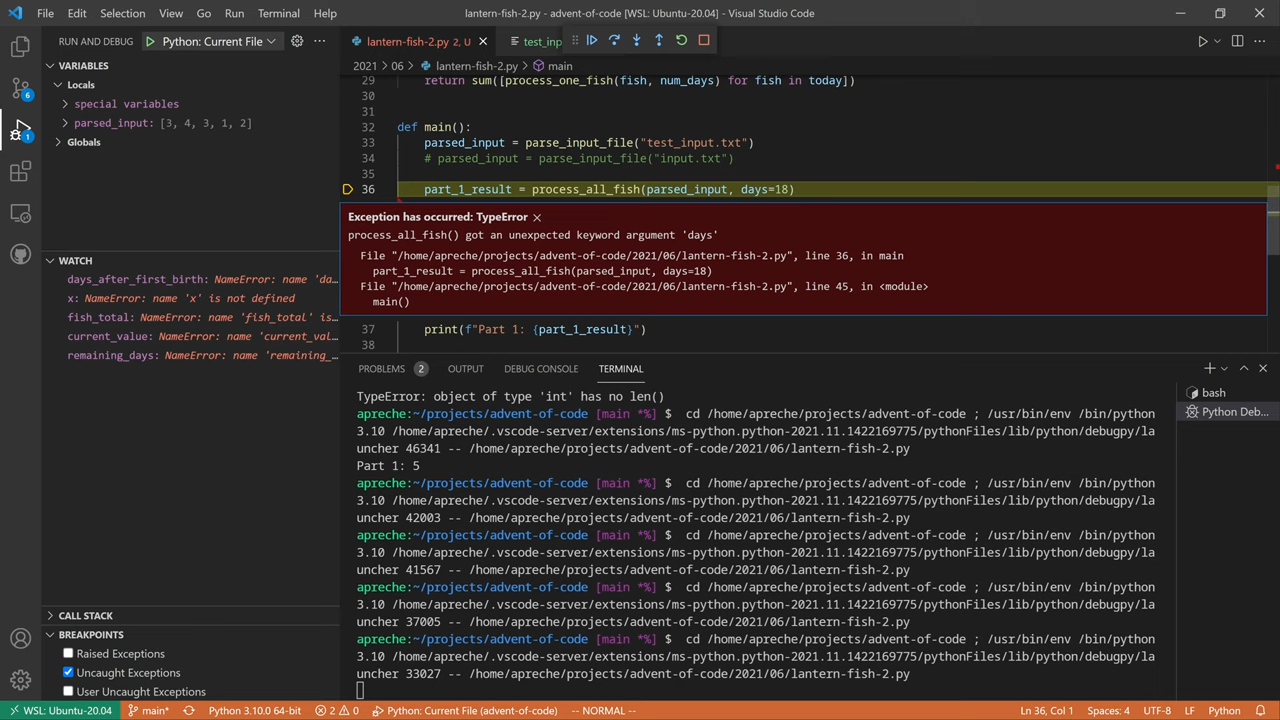 File Edit Selection View Go Run Terminal Help lantern-fish-2.py - advent-of-code [WSL: Ubuntu-20.04] - Visual Studio Code
RUN AND DEBUG Python: Current File
VARIABLES
Locals
special variables
parsed_input: [3, 4, 3, 1, 2]
Globals
WATCH
days_after_first_birth: NameError: name 'da...
x: NameError: name 'x' is not defined
fish_total: NameError: name 'fish_total' is...
current_value: NameError: name 'current_val...
remaining_days: NameError: name 'remaining_...
CALL STACK
BREAKPOINTS
Raised Exceptions
Uncaught Exceptions
User Uncaught Exceptions
6
1
lantern-fish-2.py 2, U test_inp
2021 > 06 > lantern-fish-2.py > main
29 return sum([process_one_fish(fish, num_days) for fish in today])
30
31
32 def main():
33 parsed_input = parse_input_file("test_input.txt")
34 # parsed_input = parse_input_file("input.txt")
35
36 part_1_result = process_all_fish(parsed_input, days=18)
Exception has occurred: TypeError
process_all_fish() got an unexpected keyword argument 'days'
File "/home/apreche/projects/advent-of-code/2021/06/lantern-fish-2.py", line 36, in main
part_1_result = process_all_fish(parsed_input, days=18)
File "/home/apreche/projects/advent-of-code/2021/06/lantern-fish-2.py", line 45, in <module>
main()
37 print(f"Part 1: {part_1_result}")
38
PROBLEMS 2 OUTPUT DEBUG CONSOLE TERMINAL
TypeError: object of type 'int' has no len()
apreche:~/projects/advent-of-code [main *%] $ cd /home/apreche/projects/advent-of-code ; /usr/bin/env /bin/python
3.10 /home/apreche/.vscode-server/extensions/ms-python.python-2021.11.1422169775/pythonFiles/lib/python/debugpy/la
uncher 46341 -- /home/apreche/projects/advent-of-code/2021/06/lantern-fish-2.py
Part 1: 5
apreche:~/projects/advent-of-code [main *%] $ cd /home/apreche/projects/advent-of-code ; /usr/bin/env /bin/python
3.10 /home/apreche/.vscode-server/extensions/ms-python.python-2021.11.1422169775/pythonFiles/lib/python/debugpy/la
uncher 42003 -- /home/apreche/projects/advent-of-code/2021/06/lantern-fish-2.py
apreche:~/projects/advent-of-code [main *%] $ cd /home/apreche/projects/advent-of-code ; /usr/bin/env /bin/python
3.10 /home/apreche/.vscode-server/extensions/ms-python.python-2021.11.1422169775/pythonFiles/lib/python/debugpy/la
uncher 41567 -- /home/apreche/projects/advent-of-code/2021/06/lantern-fish-2.py
apreche:~/projects/advent-of-code [main *%] $ cd /home/apreche/projects/advent-of-code ; /usr/bin/env /bin/python
3.10 /home/apreche/.vscode-server/extensions/ms-python.python-2021.11.1422169775/pythonFiles/lib/python/debugpy/la
uncher 37005 -- /home/apreche/projects/advent-of-code/2021/06/lantern-fish-2.py
apreche:~/projects/advent-of-code [main *%] $ cd /home/apreche/projects/advent-of-code ; /usr/bin/env /bin/python
3.10 /home/apreche/.vscode-server/extensions/ms-python.python-2021.11.1422169775/pythonFiles/lib/python/debugpy/la
uncher 33027 -- /home/apreche/projects/advent-of-code/2021/06/lantern-fish-2.py
bash
Python Deb...
WSL: Ubuntu-20.04 main* Python 3.10.0 64-bit 2 0 Python: Current File (advent-of-code) -- NORMAL -- Ln 36, Col 1 Spaces: 4 UTF-8 LF Python